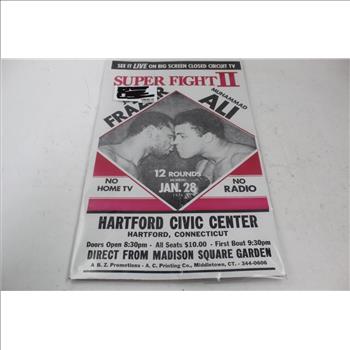 SEE IT LIVE ON BIG SCREEN CLOSED CIRCUIT TV
SUPER FIGHT II
FRAZIER
MUHAMMAD
ALI
12 ROUNDS
MONDAY
JAN. 28
NO
HOME TV
NO
RADIO
HARTFORD CIVIC CENTER
HARTFORD, CONNECTICUT
Doors Open 8:30pm - All Seats $10.00 - First Bout 9:30pm
DIRECT FROM MADISON SQUARE GARDEN
A. B. Z. Promotions - A. C. Printing Co., Middletown, CT. - 344-0606